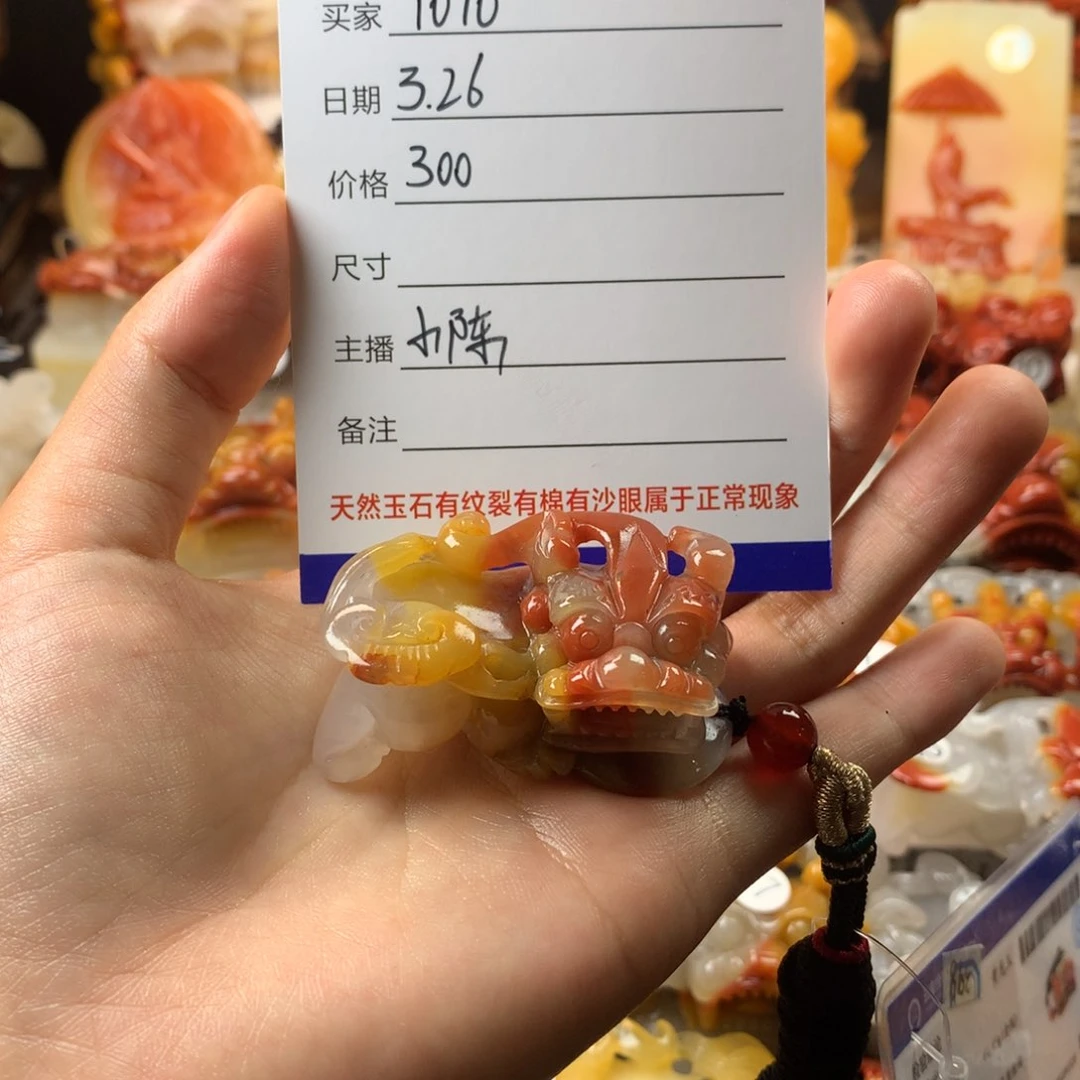 买家 1010
日期 3.26
价格 300
尺寸
主播 小陈
备注
天然玉石有纹裂有棉有沙眼属于正常现象